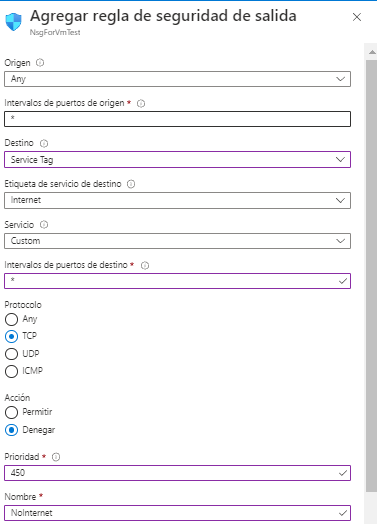 Agregar regla de seguridad de salida
NsgForVmTest
Origen
Any
Intervalos de puertos de origen *
*
Destino
Service Tag
Etiqueta de servicio de destino
Internet
Servicio
Custom
Intervalos de puertos de destino *
*
Protocolo
Any
TCP
UDP
ICMP
Acción
Permitir
Denegar
Prioridad *
450
Nombre *
NoInternet